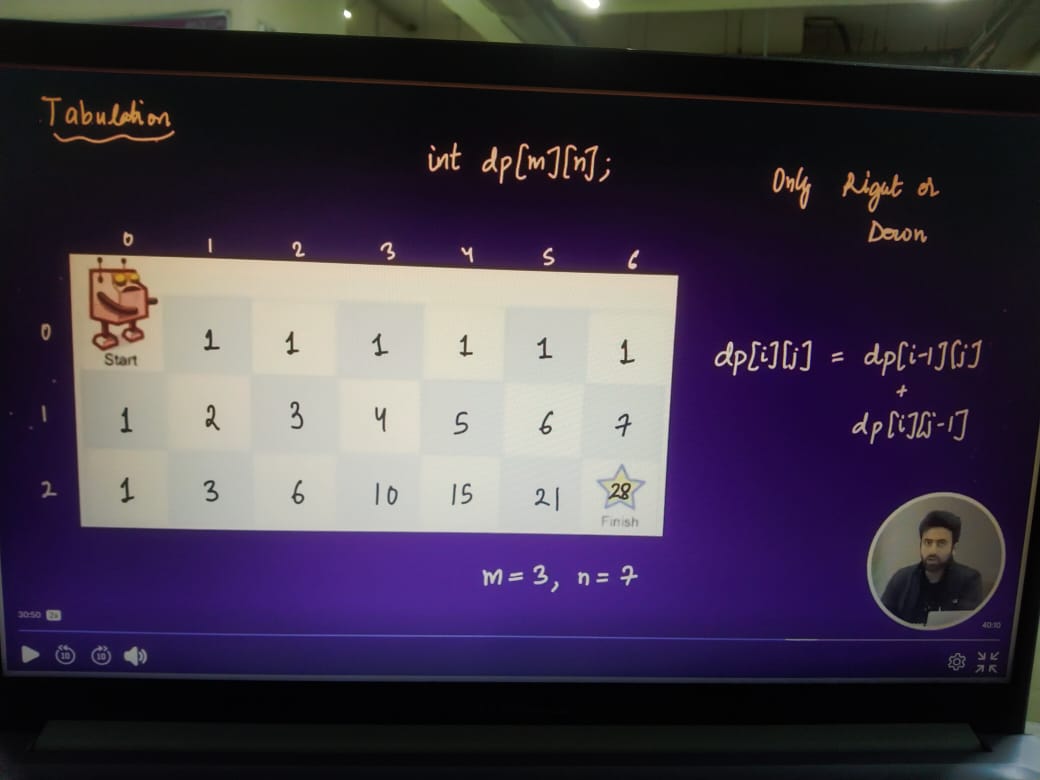 Tabulation
int dp[m][n];
Only Right or
Down
0 1 2 3 4 5 6
0 Start 1 1 1 1 1 1
1 1 2 3 4 5 6 7
2 1 3 6 10 15 21 28
Finish
dp[i][j] = dp[i-1][j]
+
dp[i][j-1]
m=3, n=7
30:50 2x
40:10
10 10